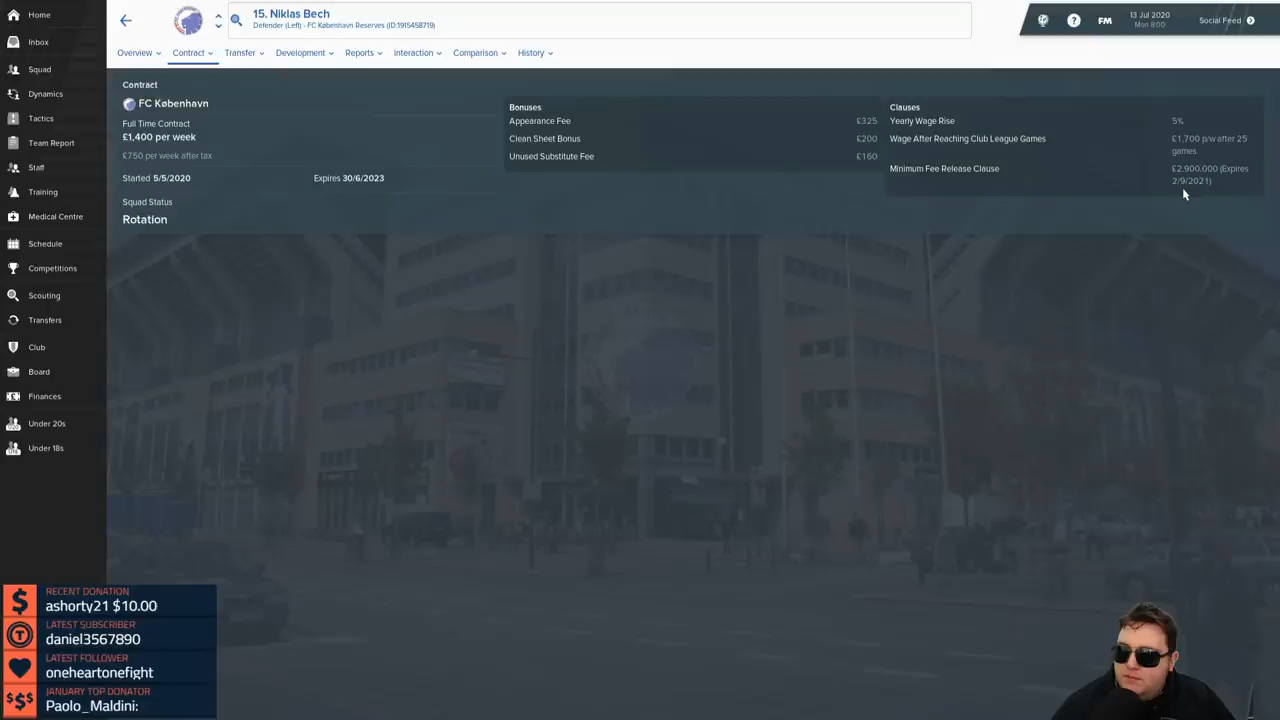 Home
Inbox
Squad
Dynamics
Tactics
Team Report
Staff
Training
Medical Centre
Schedule
Competitions
Scouting
Transfers
Club
Board
Finances
Under 20s
Under 18s
15. Niklas Bech
Defender (Left) - FC København Reserves (ID:1915458719)
13 Jul 2020
Mon 8:00
Social Feed
FM
Overview
Contract
Transfer
Development
Reports
Interaction
Comparison
History
Contract
FC København
Full Time Contract
£1,400 per week
£750 per week after tax
Started 5/5/2020
Expires 30/6/2023
Squad Status
Rotation
Bonuses
Appearance Fee £325
Clean Sheet Bonus £200
Unused Substitute Fee £160
Clauses
Yearly Wage Rise 5%
Wage After Reaching Club League Games £1,700 p/w after 25
games
Minimum Fee Release Clause £2,900,000 (Expires
2/9/2021)
RECENT DONATION
ashorty21 $10.00
LATEST SUBSCRIBER
daniel3567890
LATEST FOLLOWER
oneheartonefight
JANUARY TOP DONATOR
Paolo_Maldini: